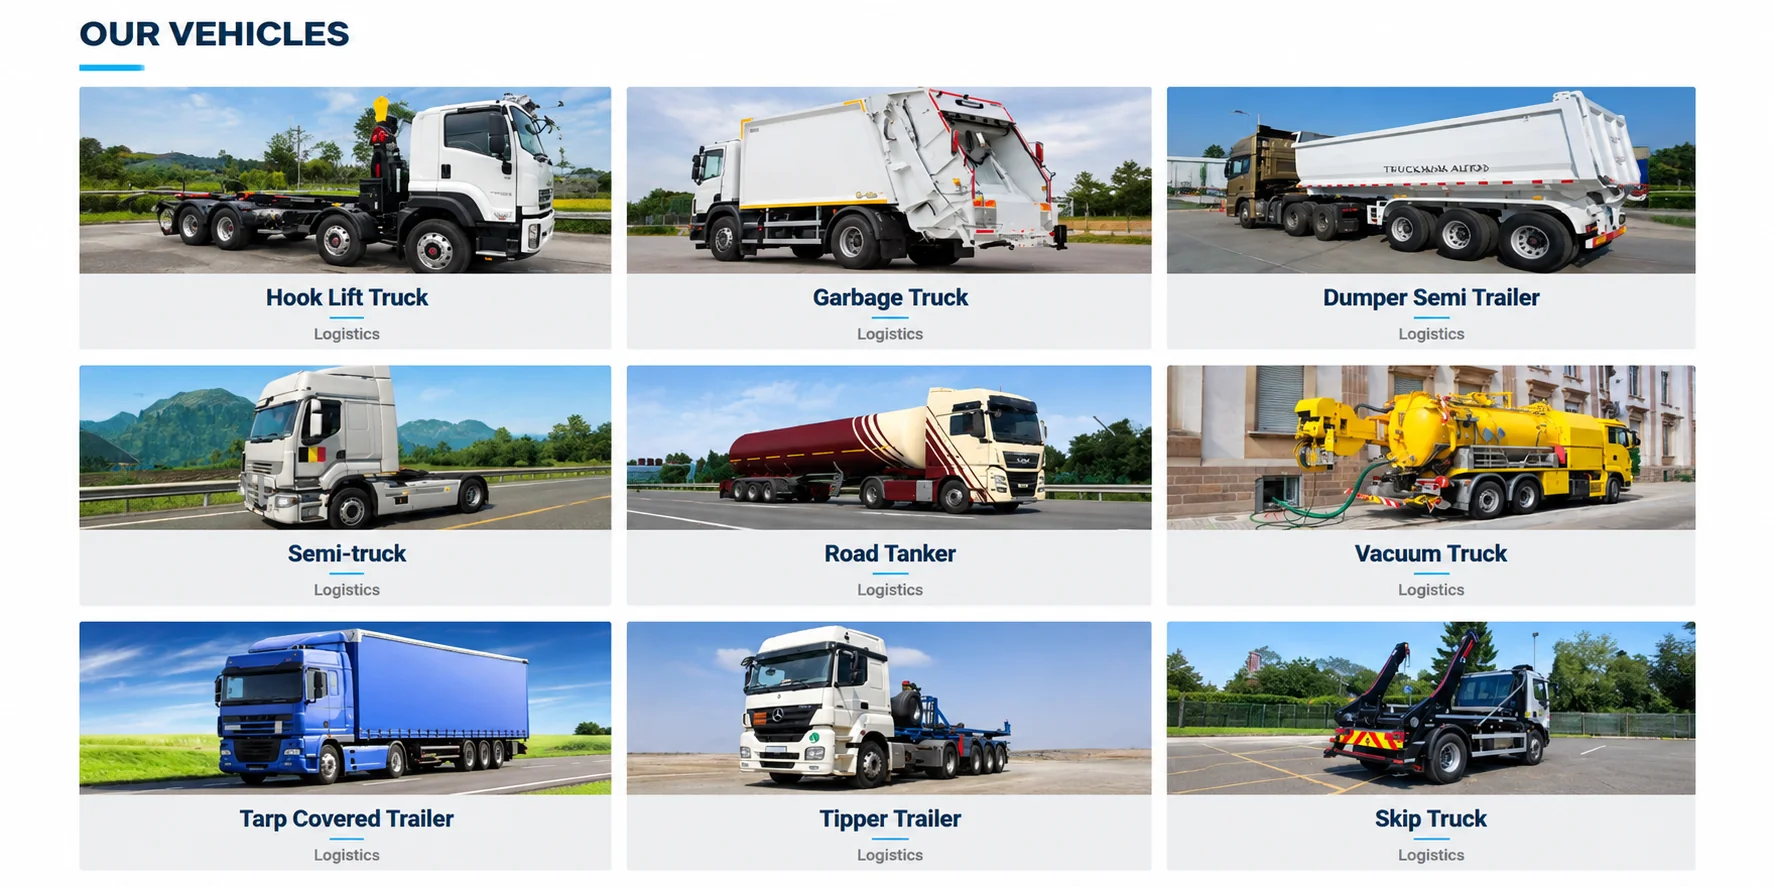 OUR VEHICLES
Hook Lift Truck
Logistics
Garbage Truck
Logistics
Dumper Semi Trailer
Logistics
Semi-truck
Logistics
Road Tanker
Logistics
Vacuum Truck
Logistics
Tarp Covered Trailer
Logistics
Tipper Trailer
Logistics
Skip Truck
Logistics